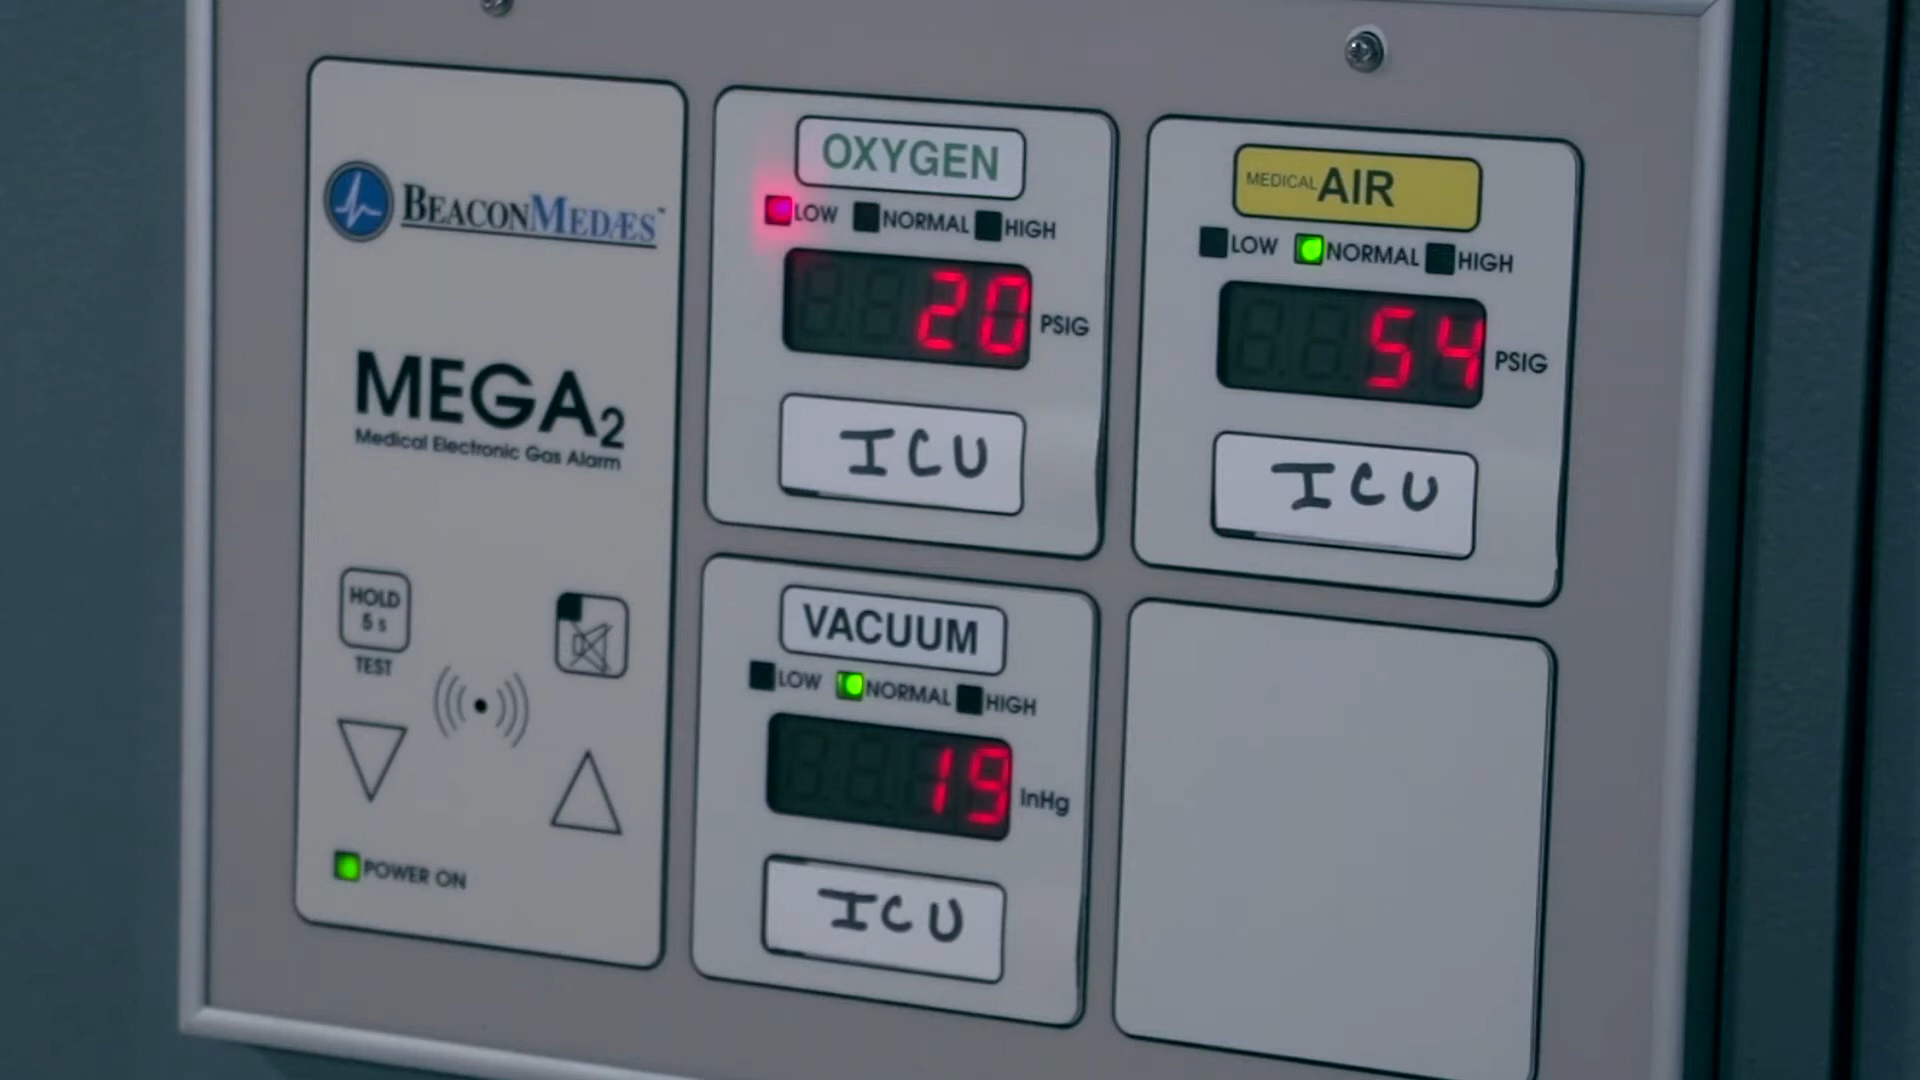 BEACONMEDÆS™
MEGA2
Medical Electronic Gas Alarm
HOLD
5 s
TEST
POWER ON
OXYGEN
LOW NORMAL HIGH
20 PSIG
ICU
MEDICAL AIR
LOW NORMAL HIGH
54 PSIG
ICU
VACUUM
LOW NORMAL HIGH
19 InHg
ICU